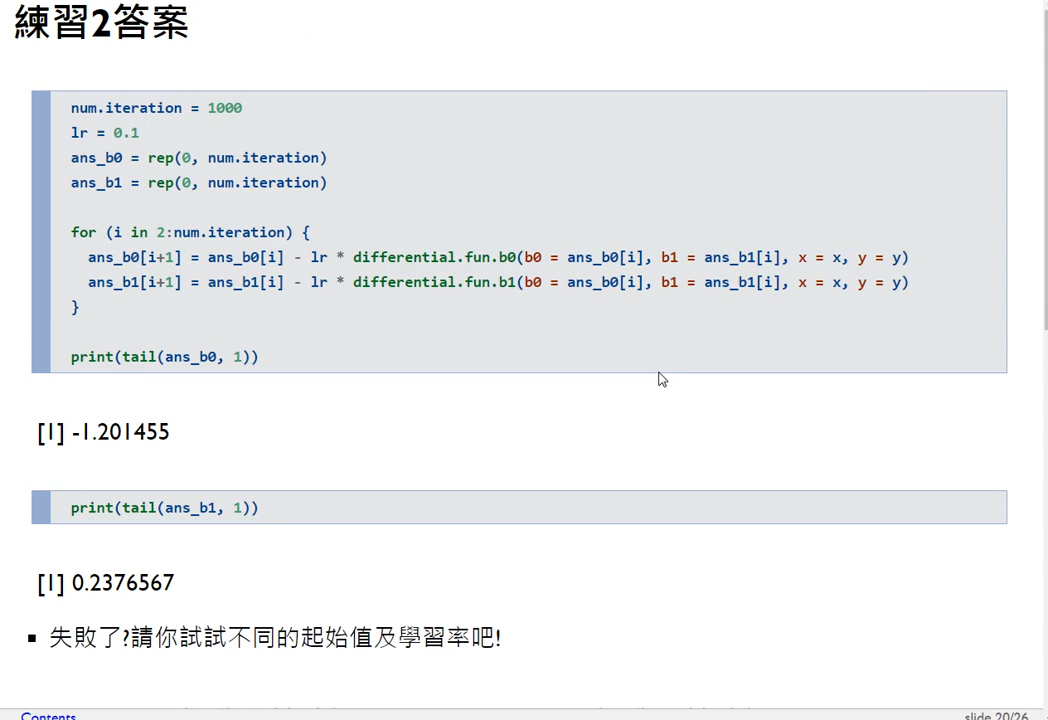 練習2答案
num.iteration = 1000
lr = 0.1
ans_b0 = rep(0, num.iteration)
ans_b1 = rep(0, num.iteration)
for (i in 2:num.iteration) {
  ans_b0[i+1] = ans_b0[i] - lr * differential.fun.b0(b0 = ans_b0[i], b1 = ans_b1[i], x = x, y = y)
  ans_b1[i+1] = ans_b1[i] - lr * differential.fun.b1(b0 = ans_b0[i], b1 = ans_b1[i], x = x, y = y)
}
print(tail(ans_b0, 1))
[1] -1.201455
print(tail(ans_b1, 1))
[1] 0.2376567
▪ 失敗了?請你試試不同的起始值及學習率吧!
Contents slide 20/26